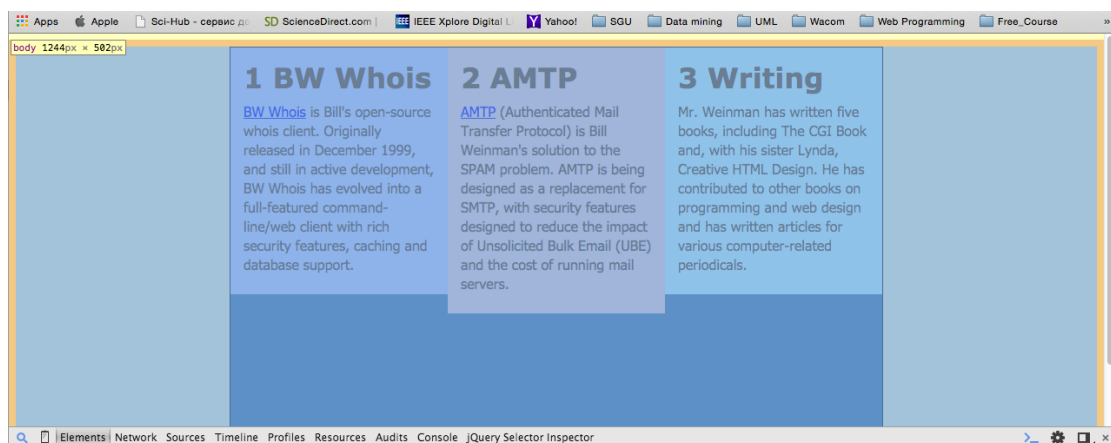 Apps Apple Sci-Hub - сервис до SD ScienceDirect.com | IEEE IEEE Xplore Digital Li Y Yahoo! SGU Data mining UML Wacom Web Programming Free_Course »
body 1244px × 502px
1 BW Whois
BW Whois is Bill's open-source
whois client. Originally
released in December 1999,
and still in active development,
BW Whois has evolved into a
full-featured command-
line/web client with rich
security features, caching and
database support.
2 AMTP
AMTP (Authenticated Mail
Transfer Protocol) is Bill
Weinman's solution to the
SPAM problem. AMTP is being
designed as a replacement for
SMTP, with security features
designed to reduce the impact
of Unsolicited Bulk Email (UBE)
and the cost of running mail
servers.
3 Writing
Mr. Weinman has written five
books, including The CGI Book
and, with his sister Lynda,
Creative HTML Design. He has
contributed to other books on
programming and web design
and has written articles for
various computer-related
periodicals.
Elements Network Sources Timeline Profiles Resources Audits Console jQuery Selector Inspector